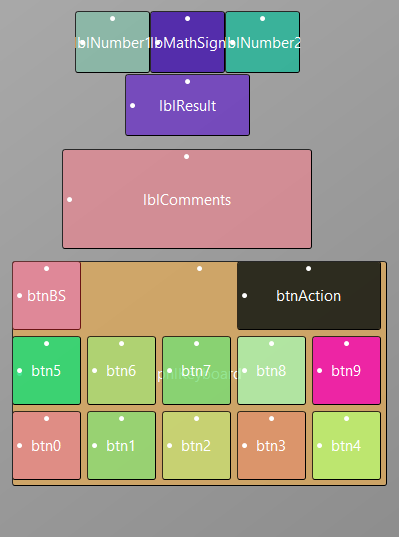 lblNumber1 lblMathSign lblNumber2
lblResult
lblComments
btnBS btnAction
btn5 btn6 btn7 btn8 btn9
btn0 btn1 btn2 btn3 btn4